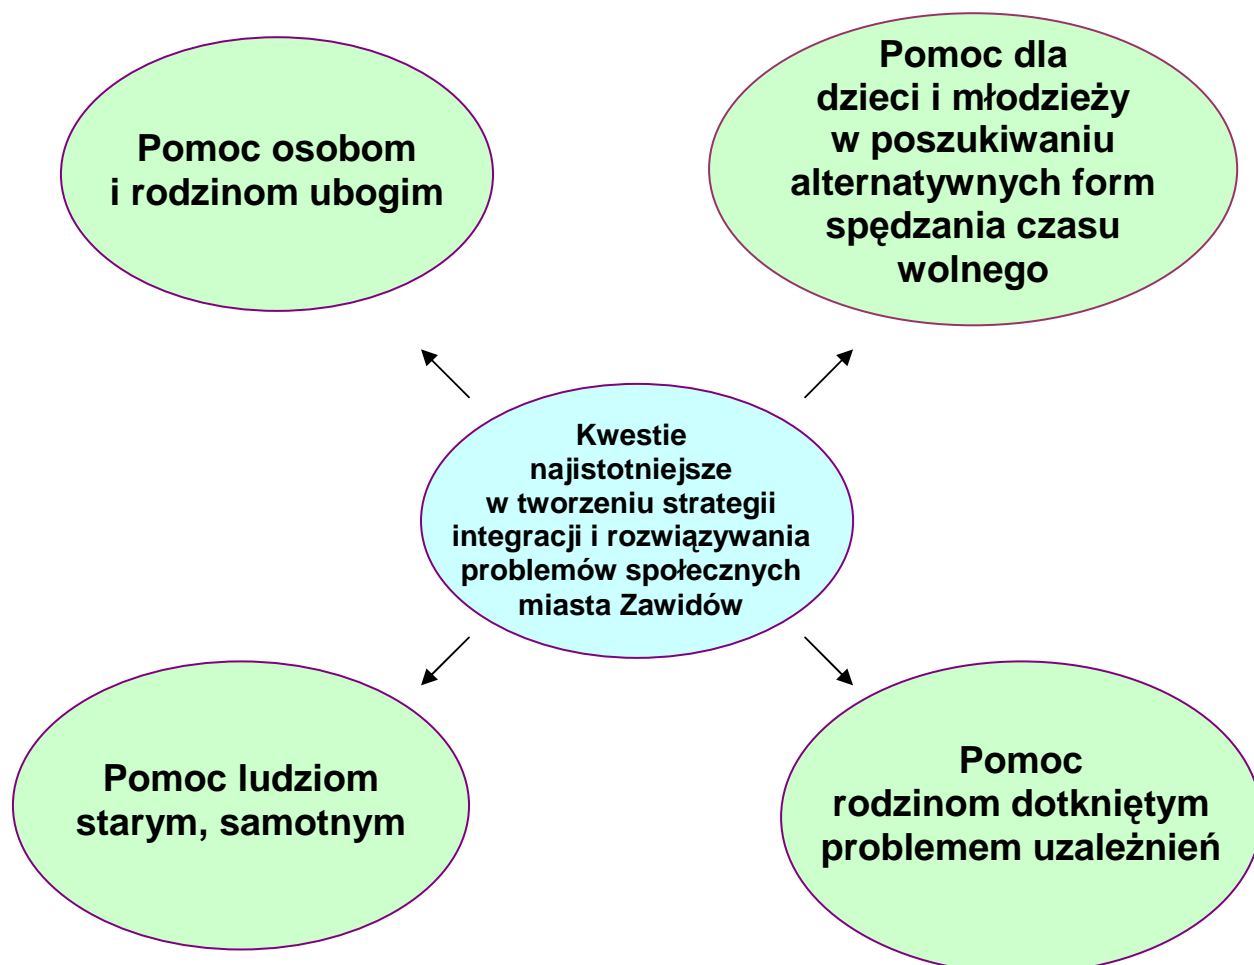 Pomoc osobom
i rodzinom ubogim
Pomoc dla
dzieci i młodzieży
w poszukiwaniu
alternatywnych form
spędzania czasu
wolnego
Kwestie
najistotniejsze
w tworzeniu strategii
integracji i rozwiązywania
problemów społecznych
miasta Zawidów
Pomoc ludziom
starym, samotnym
Pomoc
rodzinom dotkniętym
problemem uzależnień